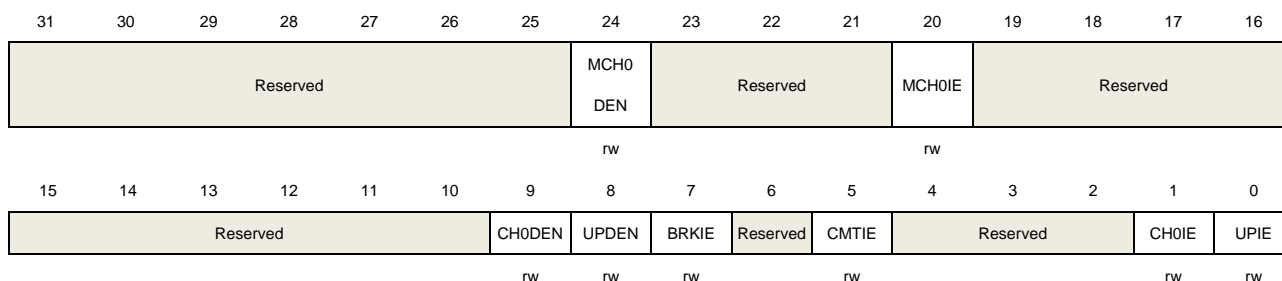 31 30 29 28 27 26 25 24 23 22 21 20 19 18 17 16
Reserved MCH0 DEN Reserved MCH0IE Reserved
rw rw
15 14 13 12 11 10 9 8 7 6 5 4 3 2 1 0
Reserved CH0DEN UPDEN BRKIE Reserved CMTIE Reserved CH0IE UPIE
rw rw rw rw rw rw